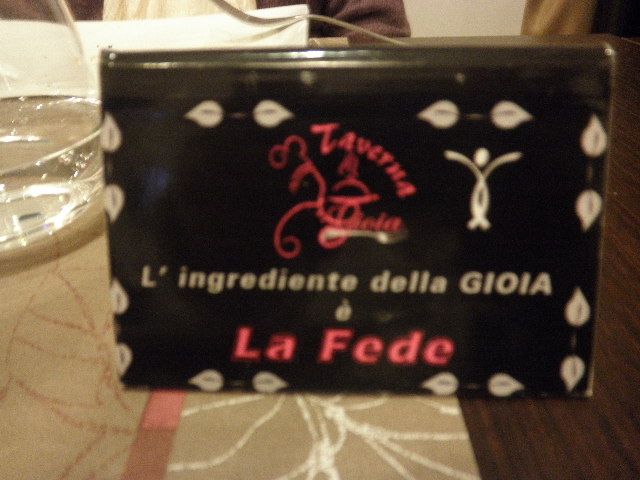 Taverna
Gioia
L' ingrediente della GIOIA
è
La Fede